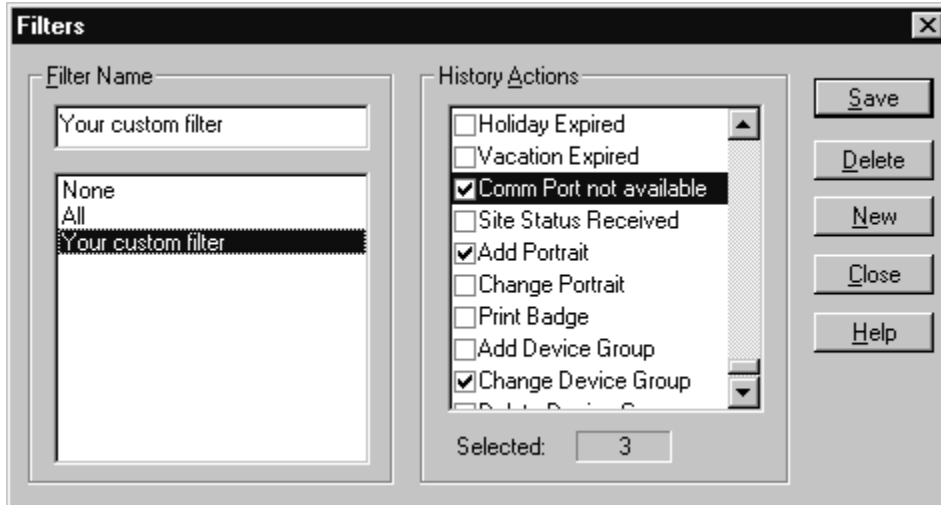 Filters
Filter Name
Your custom filter
None
All
Your custom filter
History Actions
Holiday Expired
Vacation Expired
Comm Port not available
Site Status Received
Add Portrait
Change Portrait
Print Badge
Add Device Group
Change Device Group
Selected: 3
Save
Delete
New
Close
Help